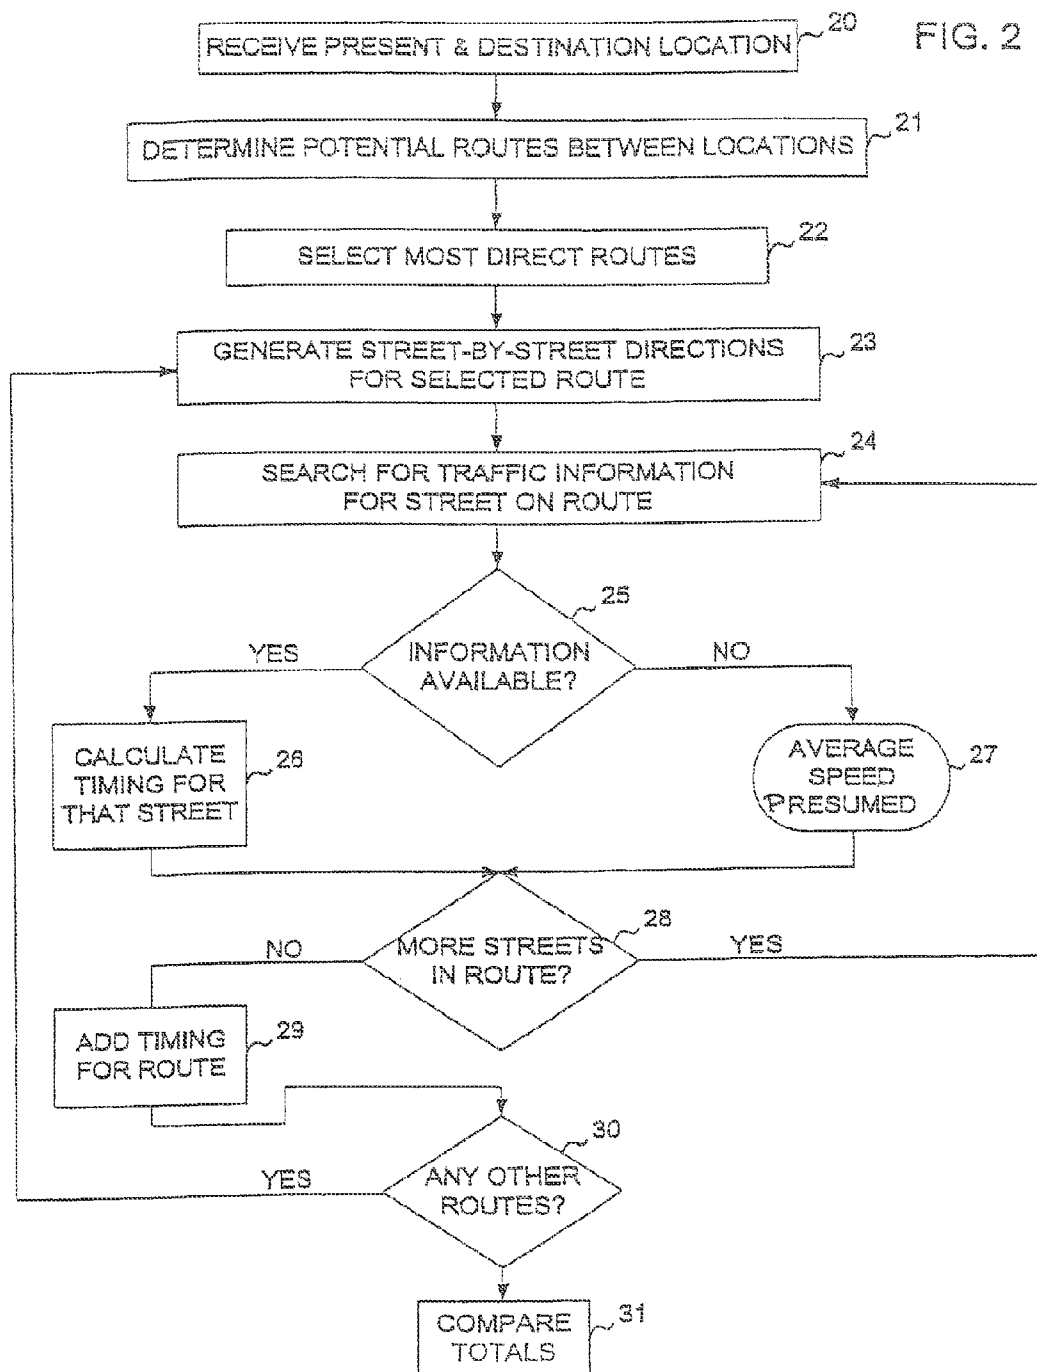 FIG. 2
20
RECEIVE PRESENT & DESTINATION LOCATION
21
DETERMINE POTENTIAL ROUTES BETWEEN LOCATIONS
22
SELECT MOST DIRECT ROUTES
23
GENERATE STREET-BY-STREET DIRECTIONS
FOR SELECTED ROUTE
24
SEARCH FOR TRAFFIC INFORMATION
FOR STREET ON ROUTE
25
INFORMATION
AVAILABLE?
YES
NO
CALCULATE
TIMING FOR
THAT STREET
26
AVERAGE
SPEED
PRESUMED
27
28
MORE STREETS
IN ROUTE?
NO
YES
ADD TIMING
FOR ROUTE
29
30
ANY OTHER
ROUTES?
YES
COMPARE
TOTALS
31